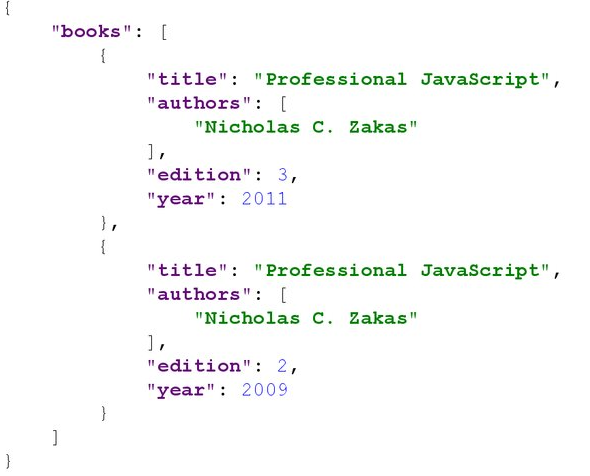 {
    "books": [
        {
            "title": "Professional JavaScript",
            "authors": [
                "Nicholas C. Zakas"
            ],
            "edition": 3,
            "year": 2011
        },
        {
            "title": "Professional JavaScript",
            "authors": [
                "Nicholas C. Zakas"
            ],
            "edition": 2,
            "year": 2009
        }
    ]
}